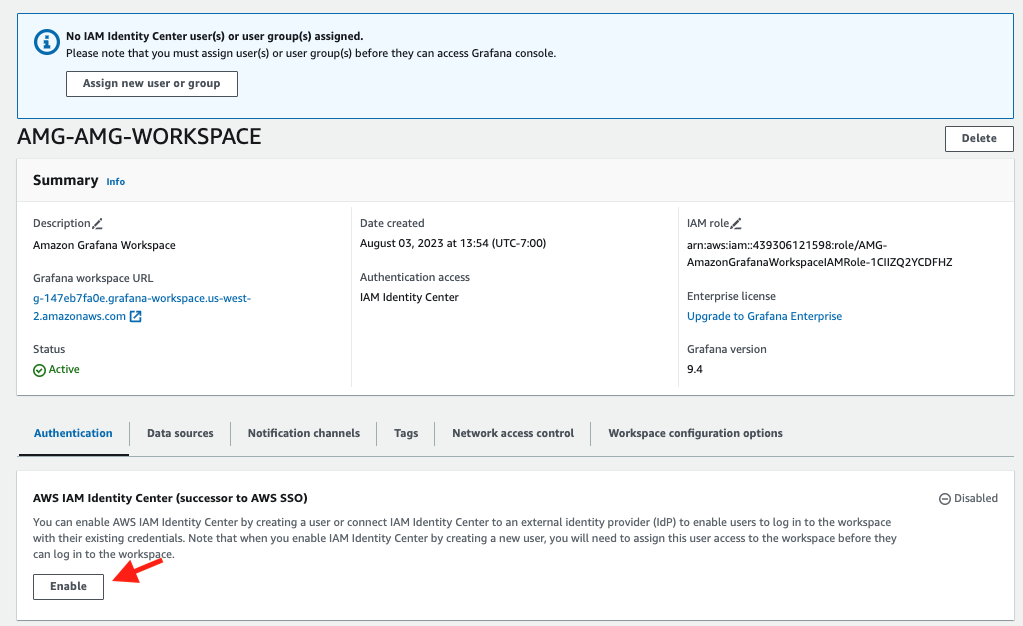 No IAM Identity Center user(s) or user group(s) assigned.
Please note that you must assign user(s) or user group(s) before they can access Grafana console.
Assign new user or group
AMG-AMG-WORKSPACE
Delete
Summary Info
Description
Amazon Grafana Workspace
Grafana workspace URL
g-147eb7fa0e.grafana-workspace.us-west-
2.amazonaws.com
Status
Active
Date created
August 03, 2023 at 13:54 (UTC-7:00)
Authentication access
IAM Identity Center
IAM role
arn:aws:iam::439306121598:role/AMG-
AmazonGrafanaWorkspaceIAMRole-1CIIZQ2YCDFHZ
Enterprise license
Upgrade to Grafana Enterprise
Grafana version
9.4
Authentication
Data sources
Notification channels
Tags
Network access control
Workspace configuration options
AWS IAM Identity Center (successor to AWS SSO)
Disabled
You can enable AWS IAM Identity Center by creating a user or connect IAM Identity Center to an external identity provider (IdP) to enable users to log in to the workspace
with their existing credentials. Note that when you enable IAM Identity Center by creating a new user, you will need to assign this user access to the workspace before they
can log in to the workspace.
Enable